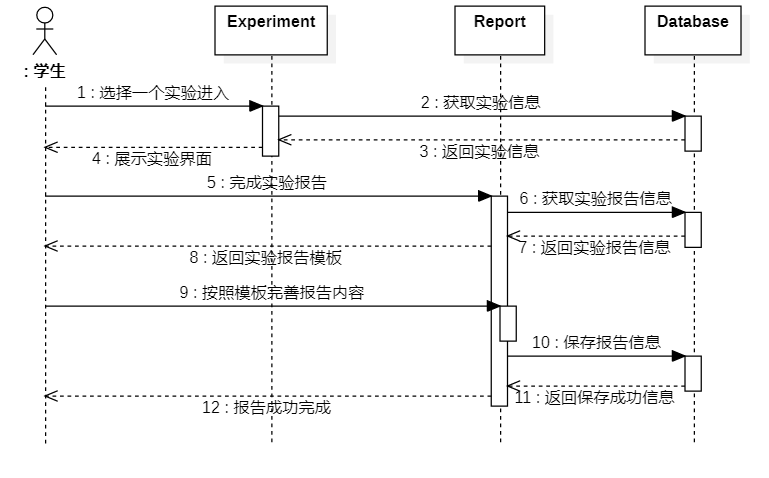 Experiment
Report
Database
: 学生
1 : 选择一个实验进入
2 : 获取实验信息
3 : 返回实验信息
4 : 展示实验界面
5 : 完成实验报告
6 : 获取实验报告信息
7 : 返回实验报告信息
8 : 返回实验报告模板
9 : 按照模板完善报告内容
10 : 保存报告信息
11 : 返回保存成功信息
12 : 报告成功完成